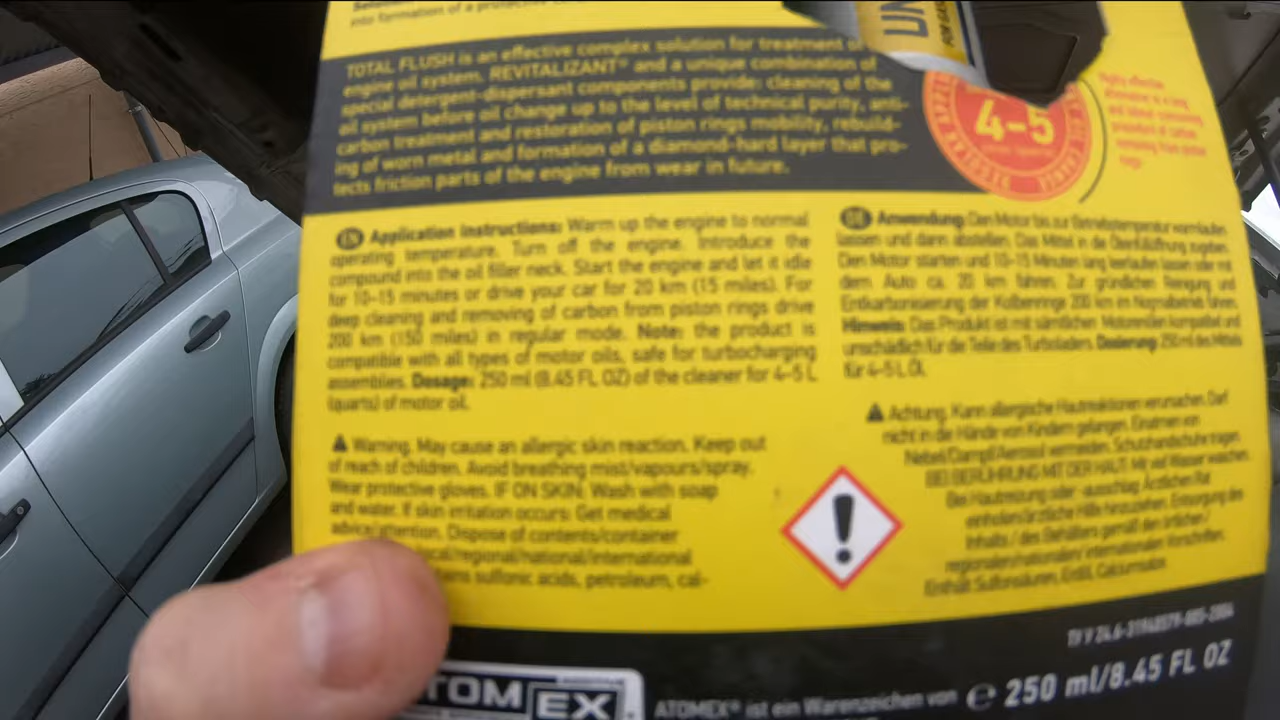 into formation of a protective
UN
FOR GAS
TOTAL FLUSH is an effective complex solution for treatment of
engine oil system. REVITALIZANT® and a unique combination of
special detergent-dispersant components provide: cleaning of the
oil system before oil change up to the level of technical purity, anti-
carbon treatment and restoration of piston rings mobility, rebuild-
ing of worn metal and formation of a diamond-hard layer that pro-
tects friction parts of the engine from wear in future.
4-5
EN Application instructions: Warm up the engine to normal
operating temperature. Turn off the engine. Introduce the
compound into the oil filler neck. Start the engine and let it idle
for 10-15 minutes or drive your car for 20 km (15 miles). For
deep cleaning and removing of carbon from piston rings drive
200 km (150 miles) in regular mode. Note: the product is
compatible with all types of motor oils, safe for turbocharging
assemblies. Dosage: 250 ml (8.45 FL OZ) of the cleaner for 4-5 L
(quarts) of motor oil.
Warning. May cause an allergic skin reaction. Keep out
of reach of children. Avoid breathing mist/vapours/spray.
Wear protective gloves. IF ON SKIN: Wash with soap
and water. If skin irritation occurs: Get medical
advice/attention. Dispose of contents/container
cal/regional/national/international
sulfonic acids, petroleum, cal-
DE Anwendung: Den Motor bis zur Betriebstemperatur warmlaufen
lassen und dann abstellen. Das Mittel in die Öleinfüllöffnung zugeben.
Den Motor starten und 10-15 Minuten lang leerlaufen lassen oder mit
dem Auto ca. 20 km fahren. Zur gründlichen Reinigung und
Entkarbonisierung der Kolbenringe 200 km im Normalbetrieb fahren.
Hinweis: Das Produkt ist mit sämtlichen Motorenölen kompatibel und
unschädlich für die Teile des Turboladers. Dosierung: 250 ml des Mittels
für 4-5 L Öl.
Achtung. Kann allergische Hautreaktionen verursachen. Darf
nicht in die Hände von Kindern gelangen. Einatmen von
Nebel/Dampf/Aerosol vermeiden. Schutzhandschuhe tragen.
BEI BERÜHRUNG MIT DER HAUT: Mit viel Wasser waschen.
Bei Hautreizung oder -ausschlag: Ärztlichen Rat
einholen/ärztliche Hilfe hinzuziehen. Entsorgung des
Inhalts / des Behälters gemäß den örtlichen /
regionalen/nationalen/ internationalen Vorschriften.
Enthält Sulfonsäuren, Erdöl, Calciumsalze
TOMEX
ATOMEX® ist ein Warenzeichen von
℮ 250 ml/8.45 FL OZ